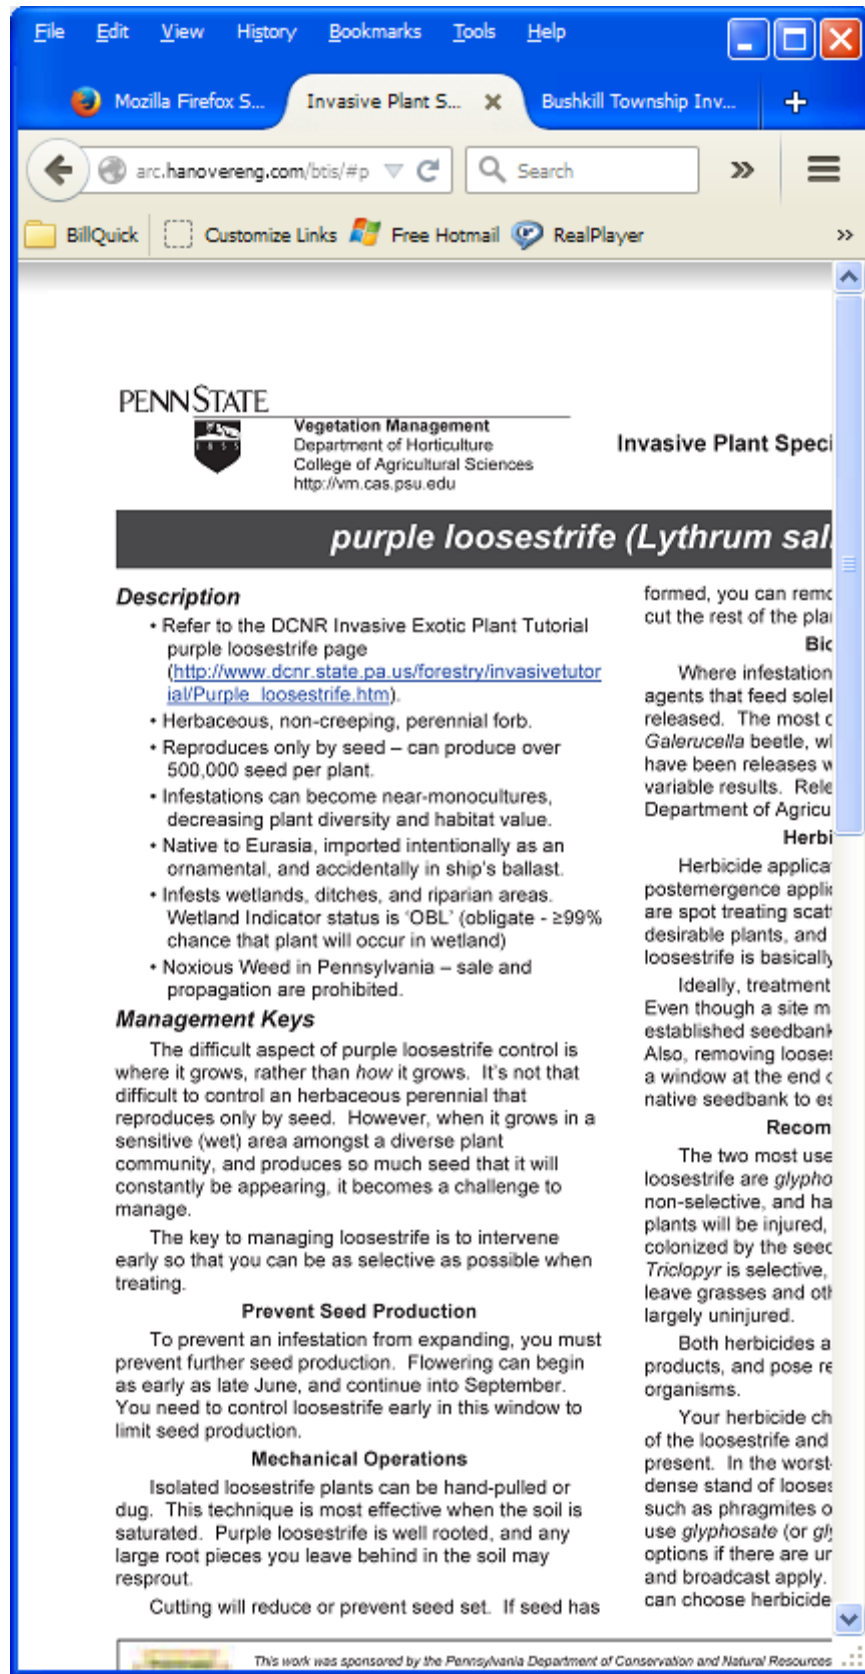 File Edit View History Bookmarks Tools Help
Mozilla Firefox S... Invasive Plant S... Bushkill Township Inv...
arc.hanovereng.com/btis/#p Search
BillQuick Customize Links Free Hotmail RealPlayer
PENNSTATE
1855
Vegetation Management
Department of Horticulture
College of Agricultural Sciences
http://vm.cas.psu.edu
Invasive Plant Speci
purple loosestrife (Lythrum sal
Description
• Refer to the DCNR Invasive Exotic Plant Tutorial
purple loosestrife page
(http://www.dcnr.state.pa.us/forestry/invasivetutor
ial/Purple_loosestrife.htm).
• Herbaceous, non-creeping, perennial forb.
• Reproduces only by seed – can produce over
500,000 seed per plant.
• Infestations can become near-monocultures,
decreasing plant diversity and habitat value.
• Native to Eurasia, imported intentionally as an
ornamental, and accidentally in ship's ballast.
• Infests wetlands, ditches, and riparian areas.
Wetland Indicator status is 'OBL' (obligate - ≥99%
chance that plant will occur in wetland)
• Noxious Weed in Pennsylvania – sale and
propagation are prohibited.
Management Keys
The difficult aspect of purple loosestrife control is
where it grows, rather than how it grows. It's not that
difficult to control an herbaceous perennial that
reproduces only by seed. However, when it grows in a
sensitive (wet) area amongst a diverse plant
community, and produces so much seed that it will
constantly be appearing, it becomes a challenge to
manage.
The key to managing loosestrife is to intervene
early so that you can be as selective as possible when
treating.
Prevent Seed Production
To prevent an infestation from expanding, you must
prevent further seed production. Flowering can begin
as early as late June, and continue into September.
You need to control loosestrife early in this window to
limit seed production.
Mechanical Operations
Isolated loosestrife plants can be hand-pulled or
dug. This technique is most effective when the soil is
saturated. Purple loosestrife is well rooted, and any
large root pieces you leave behind in the soil may
resprout.
Cutting will reduce or prevent seed set. If seed has
formed, you can remo
cut the rest of the pla
Bio
Where infestation
agents that feed solel
released. The most c
Galerucella beetle, wl
have been releases w
variable results. Rele
Department of Agricu
Herbi
Herbicide applica
postemergence appli
are spot treating scat
desirable plants, and
loosestrife is basically
Ideally, treatment
Even though a site m
established seedbank
Also, removing looses
a window at the end o
native seedbank to es
Recom
The two most use
loosestrife are glypho
non-selective, and ha
plants will be injured,
colonized by the seed
Triclopyr is selective,
leave grasses and oth
largely uninjured.
Both herbicides a
products, and pose re
organisms.
Your herbicide ch
of the loosestrife and
present. In the worst-
dense stand of looses
such as phragmites o
use glyphosate (or gly
options if there are un
and broadcast apply.
can choose herbicide
This work was sponsored by the Pennsylvania Department of Conservation and Natural Resources